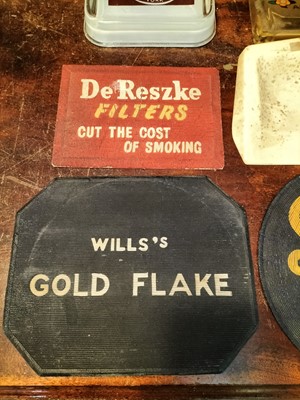 De Reszke
FILTERS
CUT THE COST
OF SMOKING
WILLS's
GOLD FLAKE